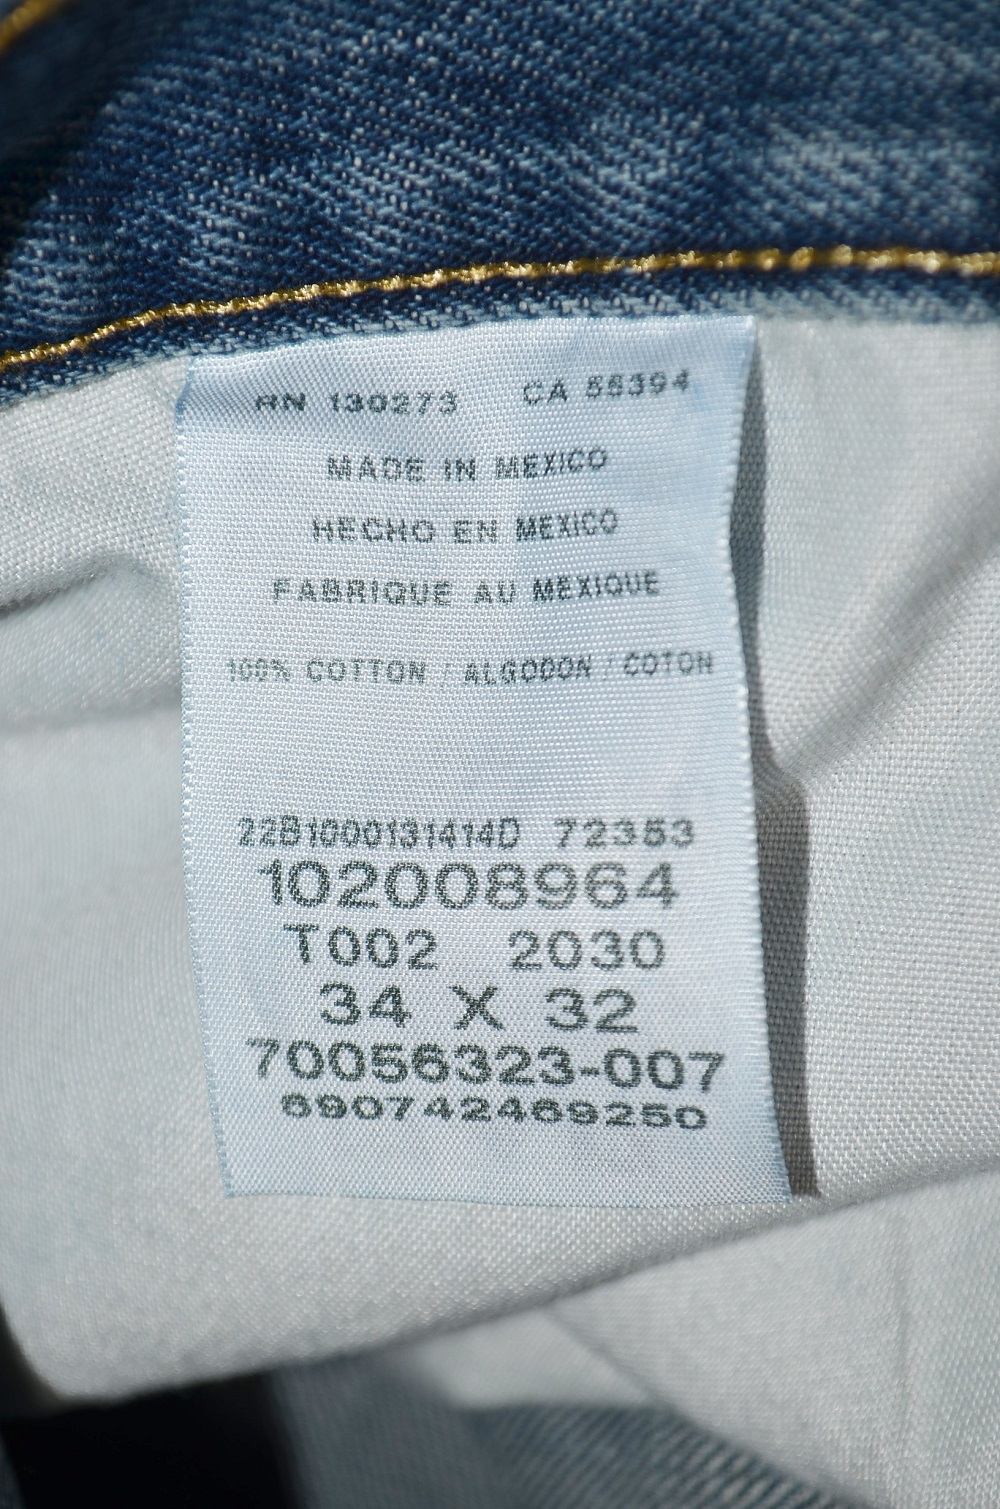 RN 130273 CA 55394
MADE IN MEXICO
HECHO EN MEXICO
FABRIQUE AU MEXIQUE
100% COTTON / ALGODON / COTON
22B1000131414D 72353
102008964
T002 2030
34 X 32
70056323-007
690742469250